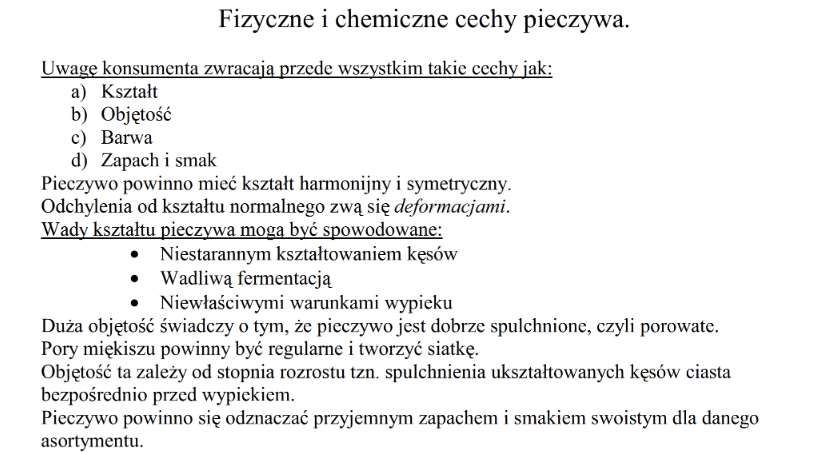 Fizyczne i chemiczne cechy pieczywa.
Uwagę konsumenta zwracają przede wszystkim takie cechy jak:
a) Kształt
b) Objętość
c) Barwa
d) Zapach i smak
Pieczywo powinno mieć kształt harmonijny i symetryczny.
Odchylenia od kształtu normalnego zwą się deformacjami.
Wady kształtu pieczywa mogą być spowodowane:
• Niestarannym kształtowaniem kęsów
• Wadliwą fermentacją
• Niewłaściwymi warunkami wypieku
Duża objętość świadczy o tym, że pieczywo jest dobrze spulchnione, czyli porowate.
Pory miękiszu powinny być regularne i tworzyć siatkę.
Objętość ta zależy od stopnia rozrostu tzn. spulchnienia ukształtowanych kęsów ciasta
bezpośrednio przed wypiekiem.
Pieczywo powinno się odznaczać przyjemnym zapachem i smakiem swoistym dla danego
asortymentu.